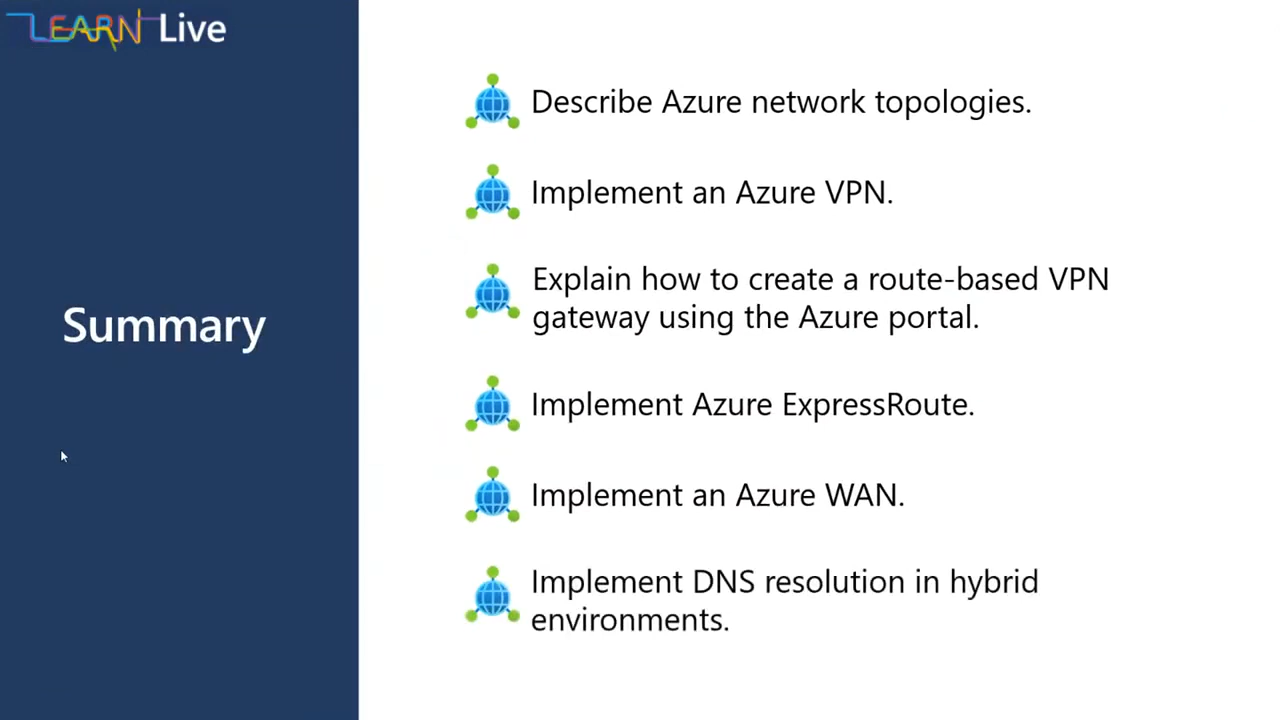 LEARN Live
Summary
Describe Azure network topologies.
Implement an Azure VPN.
Explain how to create a route-based VPN
gateway using the Azure portal.
Implement Azure ExpressRoute.
Implement an Azure WAN.
Implement DNS resolution in hybrid
environments.